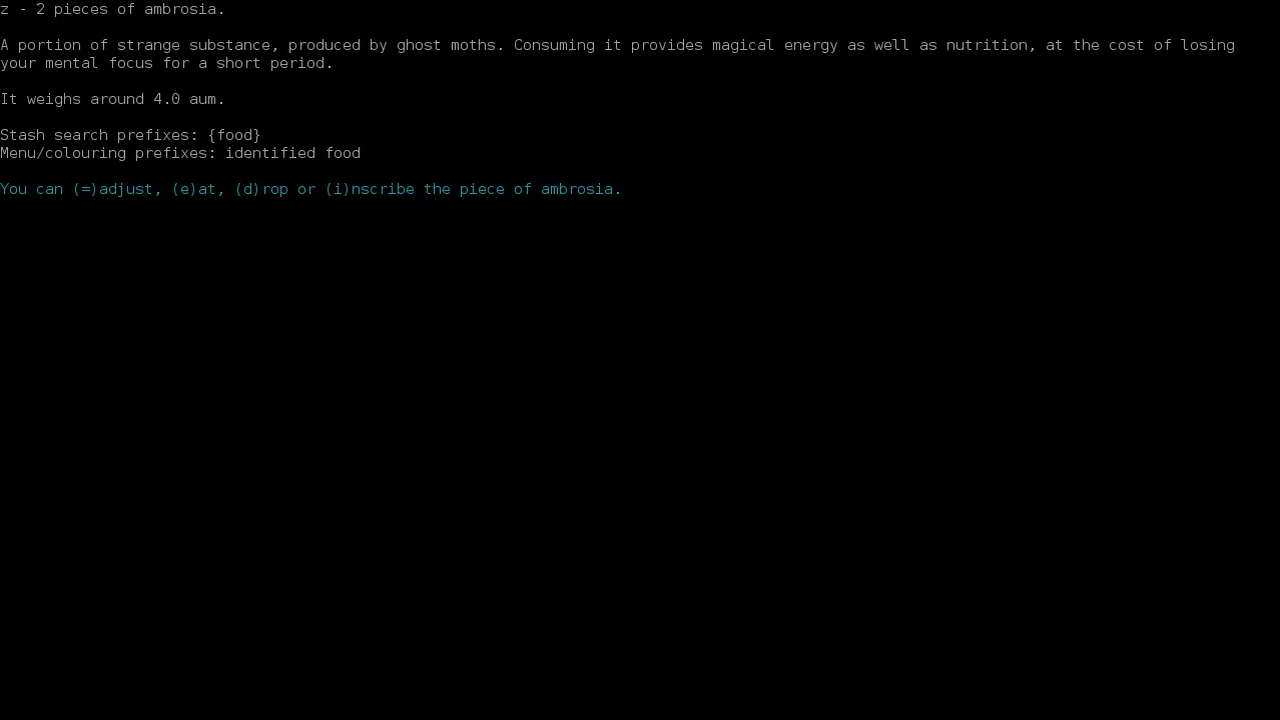 z - 2 pieces of ambrosia.
A portion of strange substance, produced by ghost moths. Consuming it provides magical energy as well as nutrition, at the cost of losing
your mental focus for a short period.
It weighs around 4.0 aum.
Stash search prefixes: {food}
Menu/colouring prefixes: identified food
You can (=)adjust, (e)at, (d)rop or (i)nscribe the piece of ambrosia.